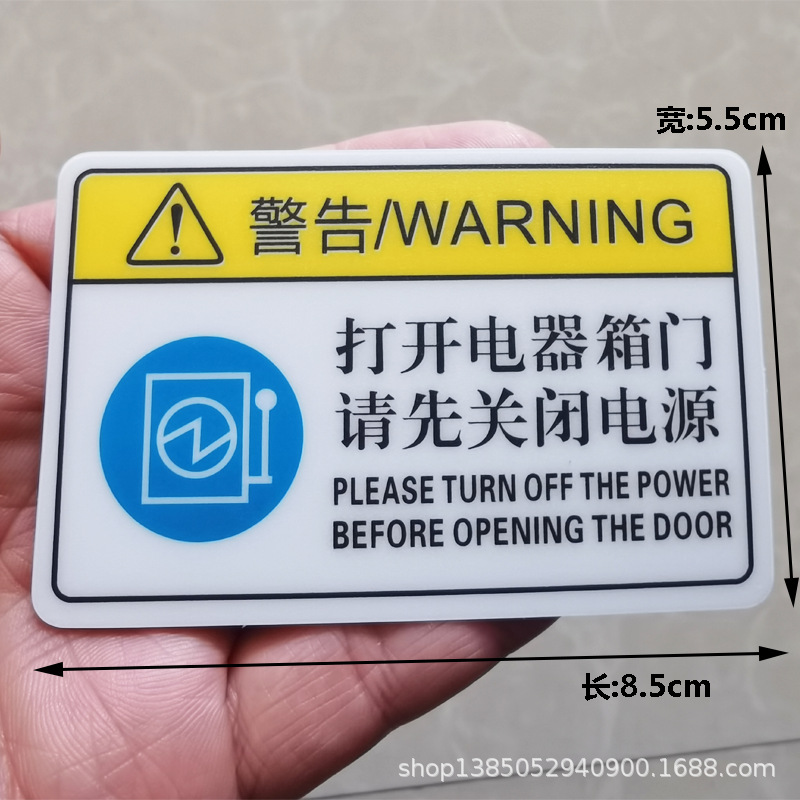 宽:5.5cm
警告/WARNING
打开电器箱门
请先关闭电源
PLEASE TURN OFF THE POWER
BEFORE OPENING THE DOOR
长:8.5cm
shop1385052940900.1688.com